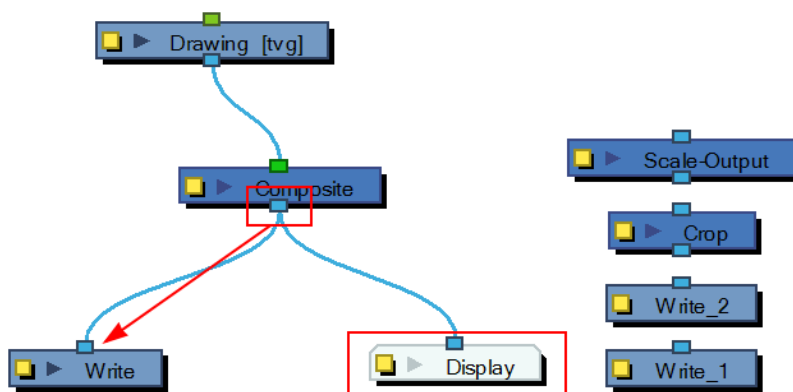 Drawing [tvg]
Composite
Scale-Output
Crop
Write_2
Write
Display
Write_1